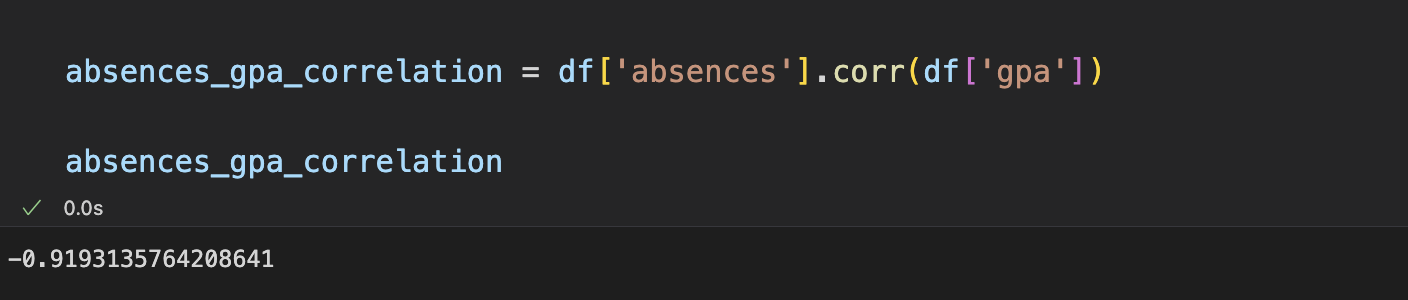 absences_gpa_correlation = df['absences'].corr(df['gpa'])
absences_gpa_correlation
0.0s
-0.9193135764208641